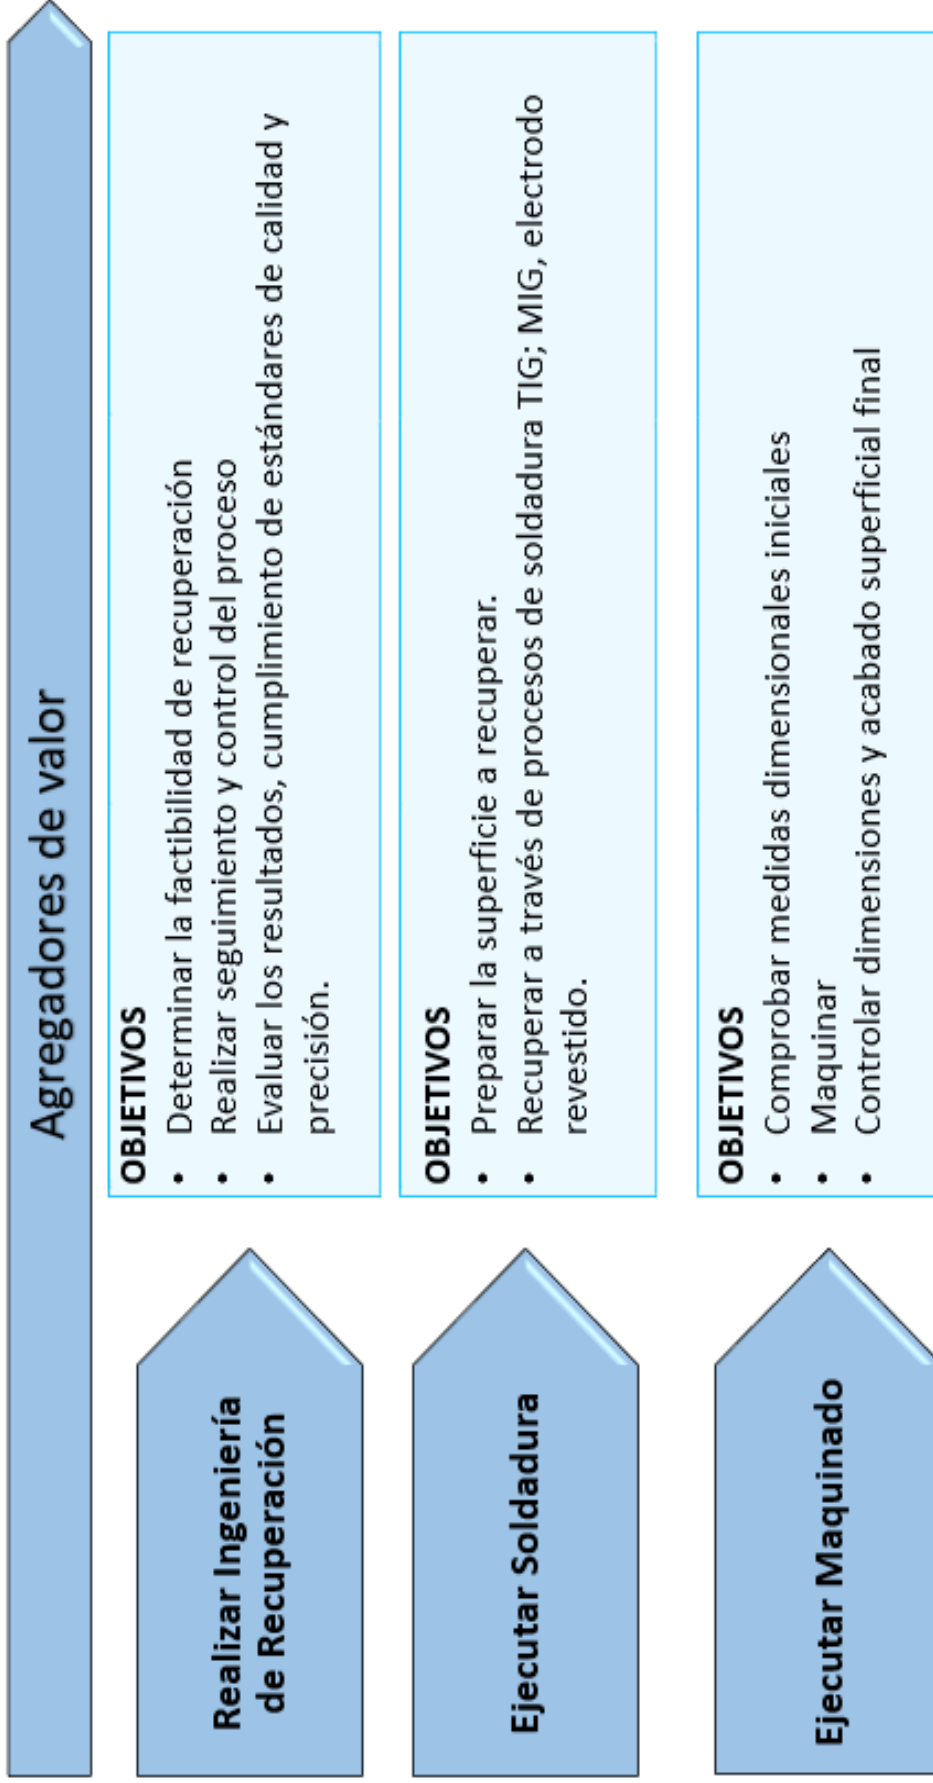 Agregadores de valor
Realizar Ingeniería
de Recuperación
OBJETIVOS
• Determinar la factibilidad de recuperación
• Realizar seguimiento y control del proceso
• Evaluar los resultados, cumplimiento de estándares de calidad y
precisión.
Ejecutar Soldadura
OBJETIVOS
• Preparar la superficie a recuperar.
• Recuperar a través de procesos de soldadura TIG; MIG, electrodo
revestido.
Ejecutar Maquinado
OBJETIVOS
• Comprobar medidas dimensionales iniciales
• Maquinar
• Controlar dimensiones y acabado superficial final